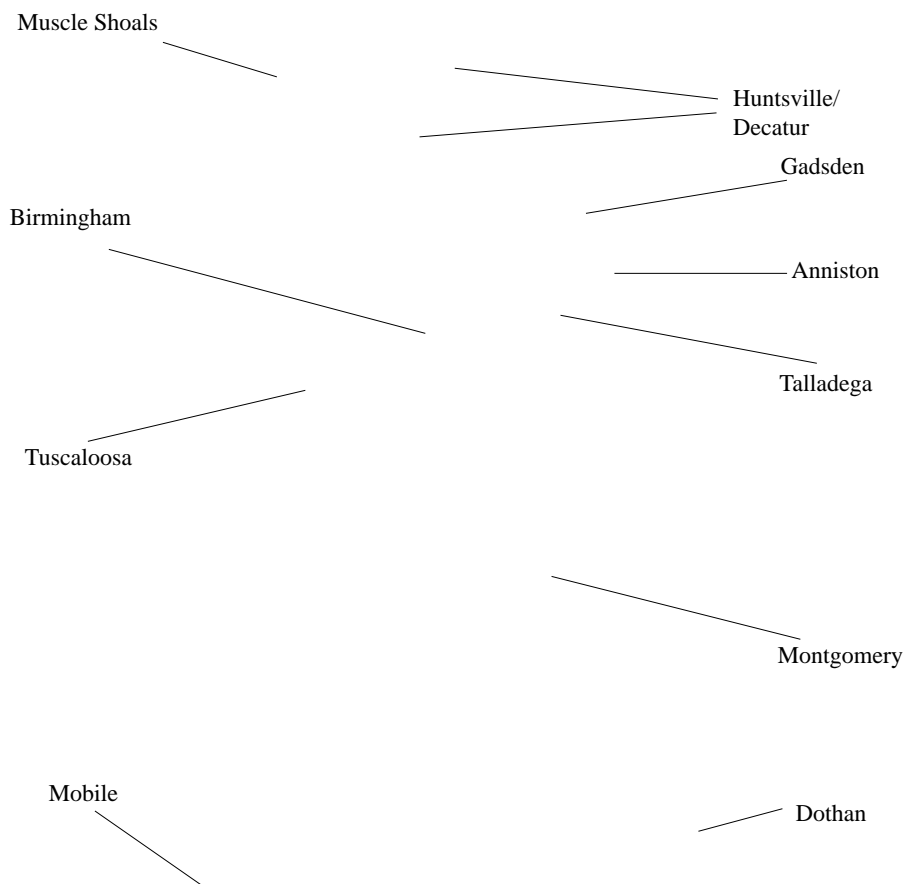 Muscle Shoals
Huntsville/
Decatur
Gadsden
Birmingham
Anniston
Talladega
Tuscaloosa
Montgomery
Mobile
Dothan